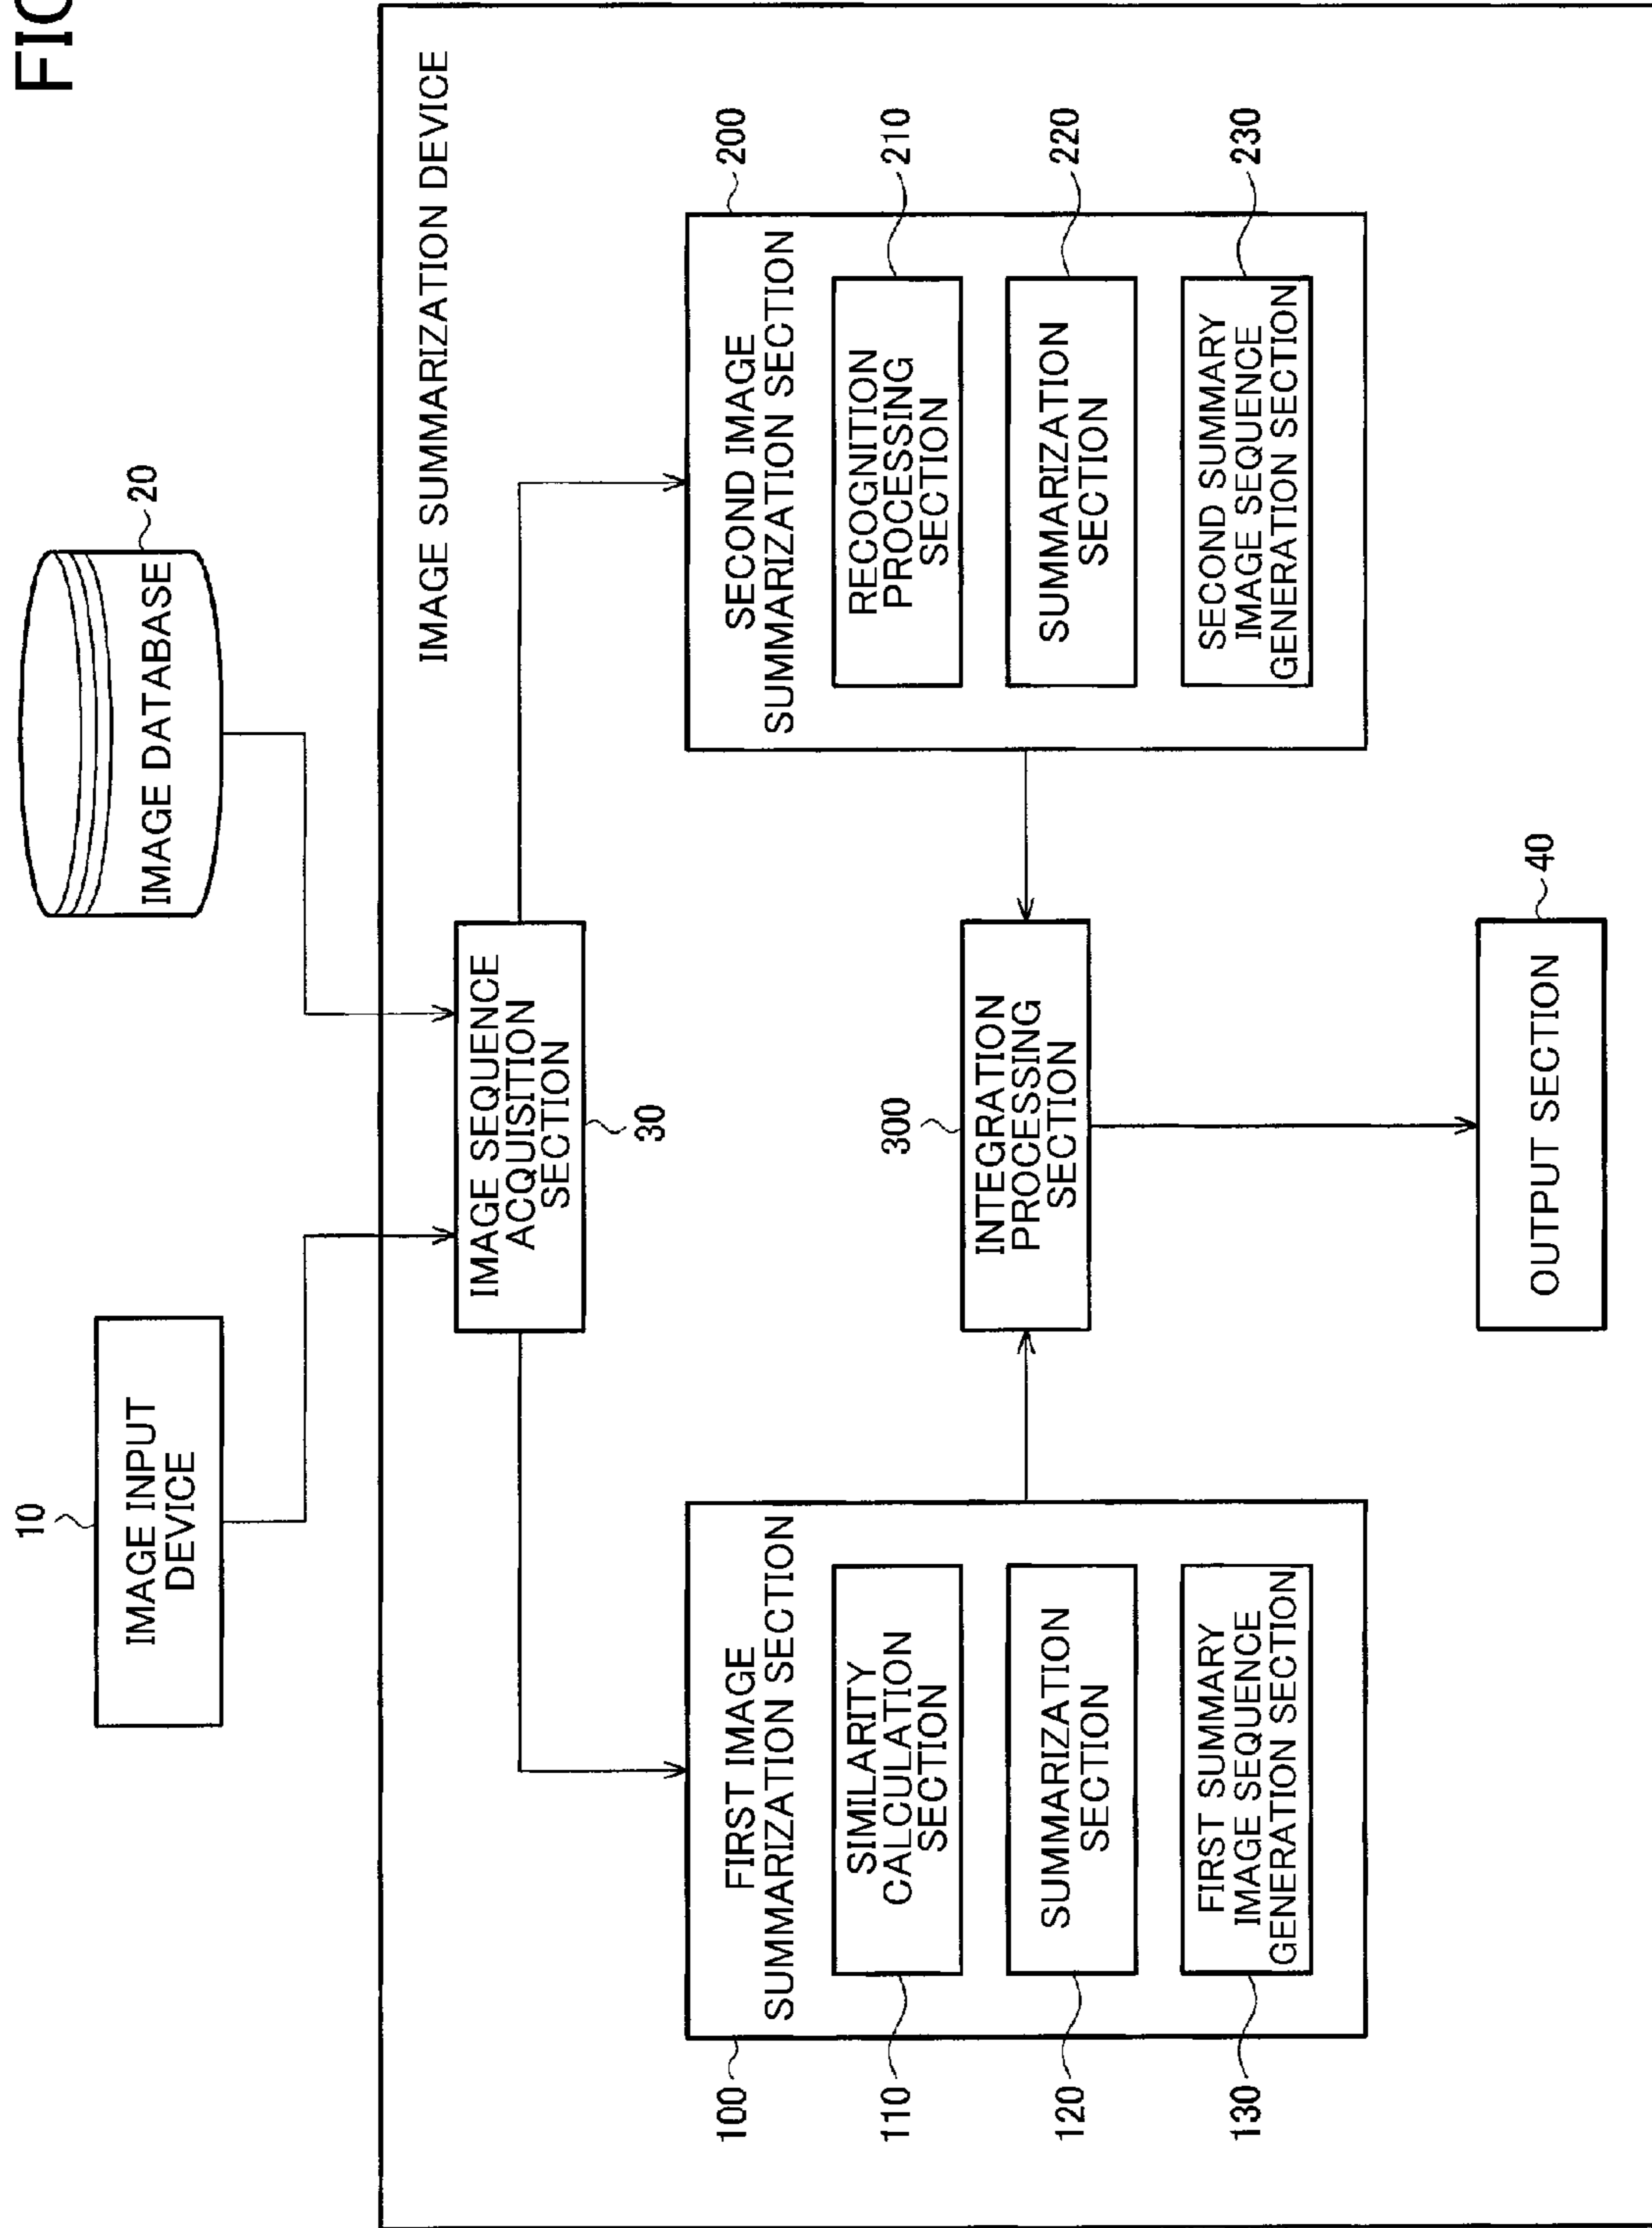 FIG
10
IMAGE INPUT
DEVICE
20
IMAGE DATABASE
IMAGE SUMMARIZATION DEVICE
IMAGE SEQUENCE
ACQUISITION
SECTION
30
100
FIRST IMAGE
SUMMARIZATION SECTION
110
SIMILARITY
CALCULATION
SECTION
120
SUMMARIZATION
SECTION
130
FIRST SUMMARY
IMAGE SEQUENCE
GENERATION SECTION
300
INTEGRATION
PROCESSING
SECTION
200
SECOND IMAGE
SUMMARIZATION SECTION
210
RECOGNITION
PROCESSING
SECTION
220
SUMMARIZATION
SECTION
230
SECOND SUMMARY
IMAGE SEQUENCE
GENERATION SECTION
40
OUTPUT SECTION